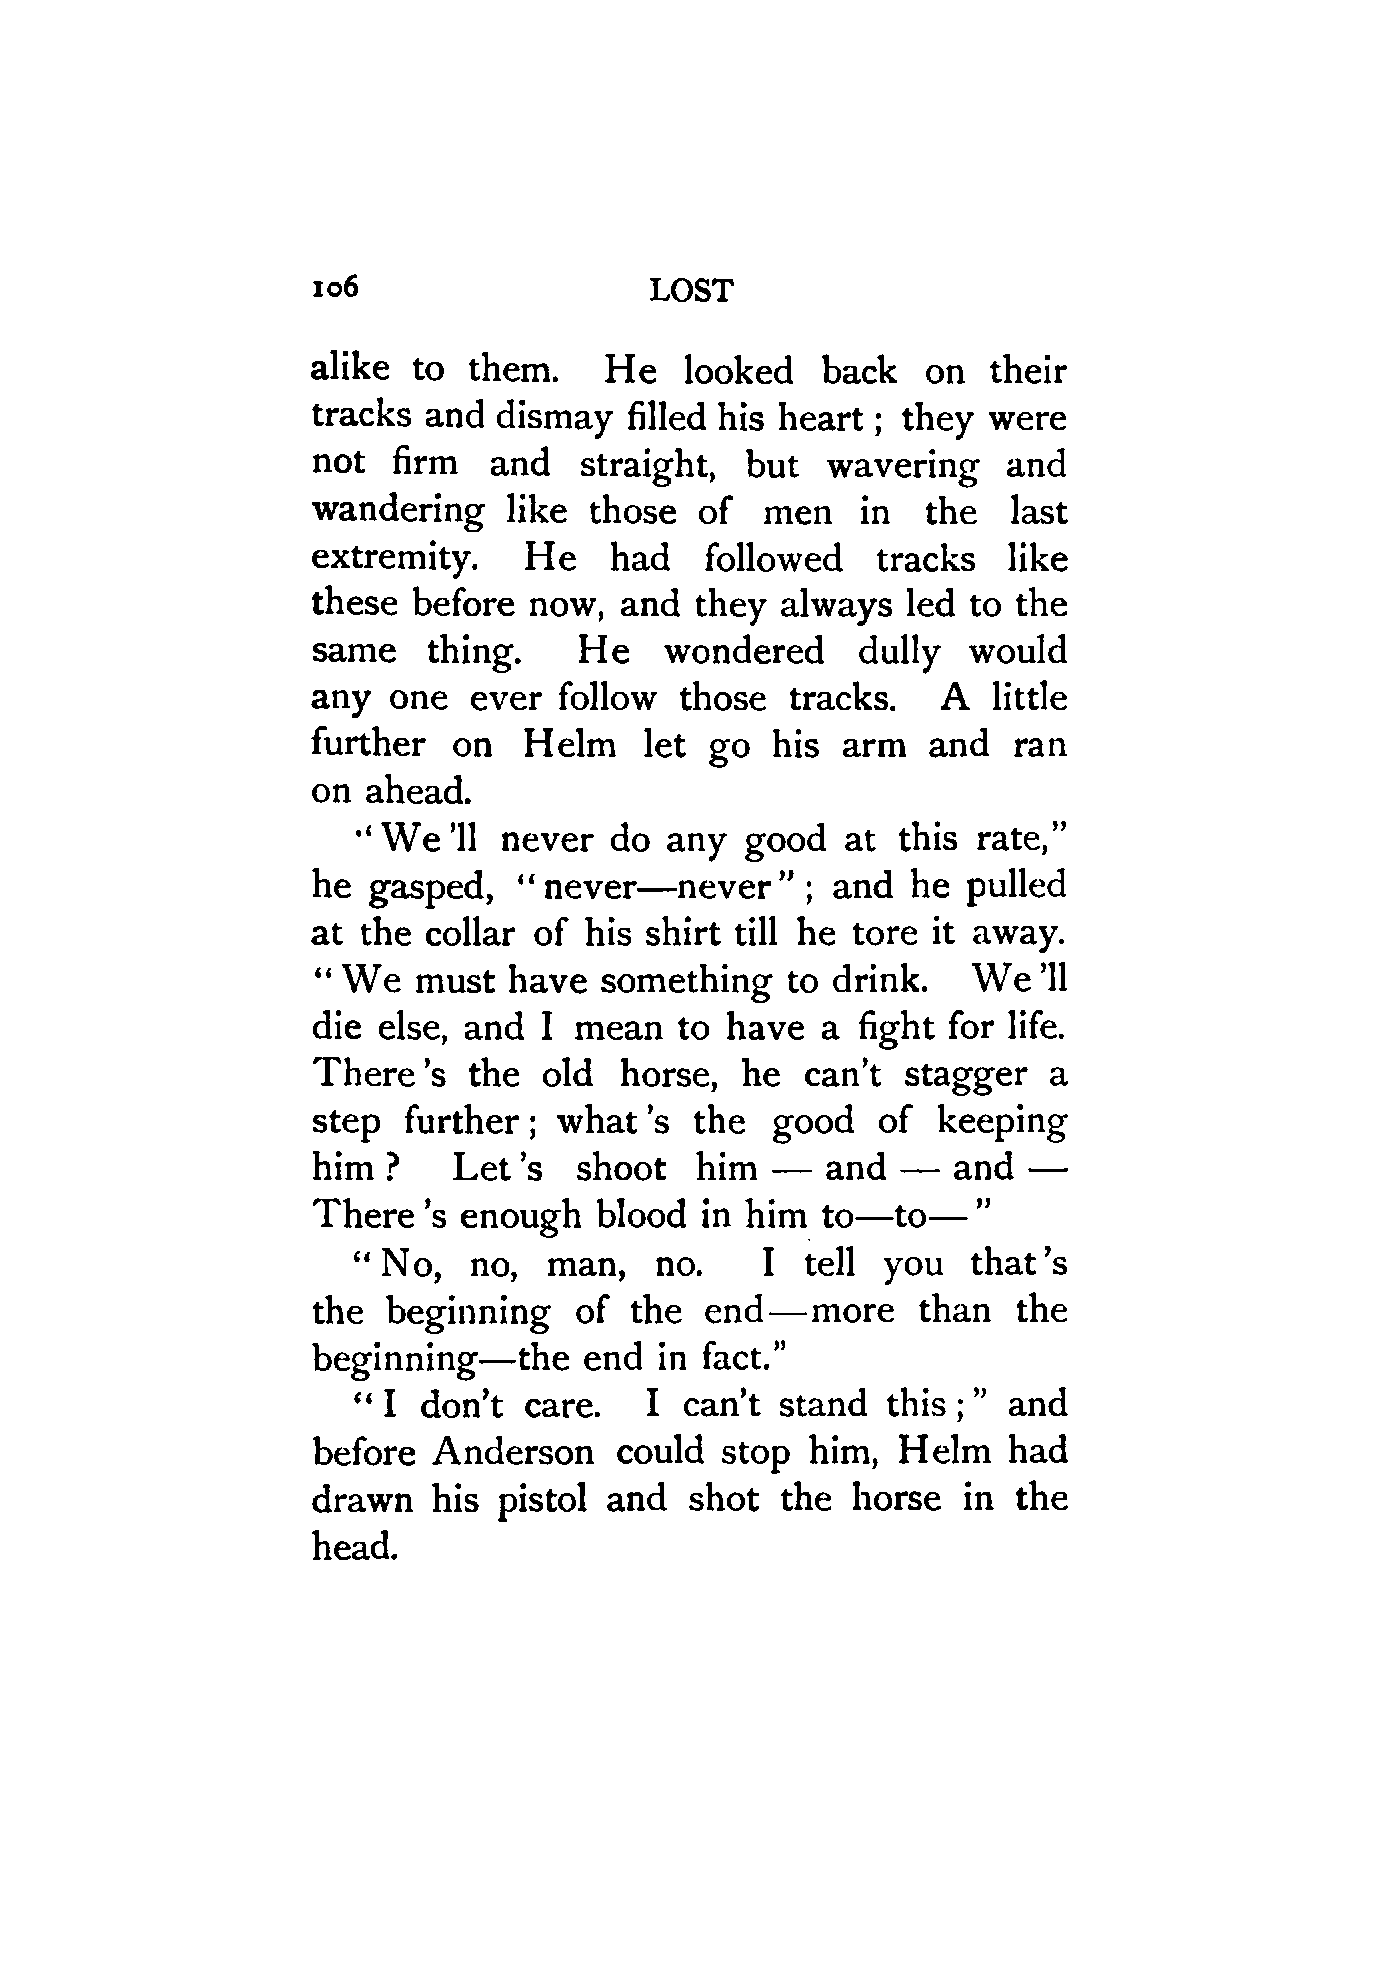 106 LOST
alike to them. He looked back on their
tracks and dismay filled his heart; they were
not firm and straight, but wavering and
wandering like those of men in the last
extremity. He had followed tracks like
these before now, and they always led to the
same thing. He wondered dully would
any one ever follow those tracks. A little
further on Helm let go his arm and ran
on ahead.
"We'll never do any good at this rate,"
he gasped, "never—never"; and he pulled
at the collar of his shirt till he tore it away.
"We must have something to drink. We'll
die else, and I mean to have a fight for life.
There's the old horse, he can't stagger a
step further; what's the good of keeping
him? Let's shoot him — and — and —
There's enough blood in him to—to—"
"No, no, man, no. I tell you that's
the beginning of the end—more than the
beginning—the end in fact."
"I don't care. I can't stand this;" and
before Anderson could stop him, Helm had
drawn his pistol and shot the horse in the
head.